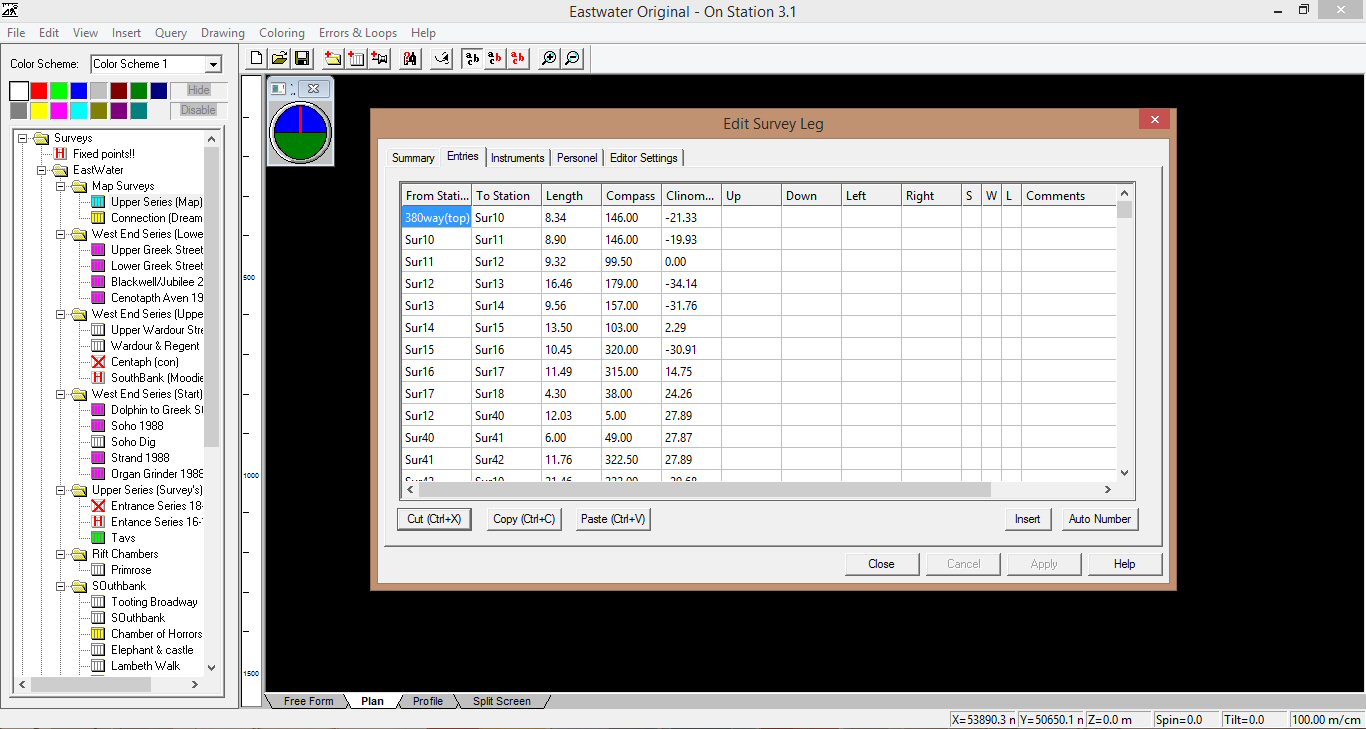 Eastwater Original - On Station 3.1
File Edit View Insert Query Drawing Coloring Errors & Loops Help
Color Scheme: Color Scheme 1
Hide
Disable
Surveys
Fixed points!!
EastWater
Map Surveys
Upper Series (Map)
Connection (Dream
West End Series (Lowe
Upper Greek Street
Lower Greek Street
Blackwell/Jubilee 2
Cenotapth Aven 19
West End Series (Uppe
Upper Wardour Stre
Wardour & Regent
Centaph (con)
SouthBank (Moodie
West End Series (Start)
Dolphin to Greek St
Soho 1988
Soho Dig
Strand 1988
Organ Grinder 1988
Upper Series (Survey's)
Entrance Series 18-
Entance Series 16-
Tavs
Rift Chambers
Primrose
SOuthbank
Tooting Broadway
SOuthbank
Chamber of Horrors
Elephant & castle
Lambeth Walk
a·b a·b a·b
500
1000
1500
Edit Survey Leg
Summary Entries Instruments Personel Editor Settings
From Stati... To Station Length Compass Clinom... Up Down Left Right S W L Comments
380way(top) Sur10 8.34 146.00 -21.33
Sur10 Sur11 8.90 146.00 -19.93
Sur11 Sur12 9.32 99.50 0.00
Sur12 Sur13 16.46 179.00 -34.14
Sur13 Sur14 9.56 157.00 -31.76
Sur14 Sur15 13.50 103.00 2.29
Sur15 Sur16 10.45 320.00 -30.91
Sur16 Sur17 11.49 315.00 14.75
Sur17 Sur18 4.30 38.00 24.26
Sur12 Sur40 12.03 5.00 27.89
Sur40 Sur41 6.00 49.00 27.87
Sur41 Sur42 11.76 322.50 27.89
Cut (Ctrl+X) Copy (Ctrl+C) Paste (Ctrl+V) Insert Auto Number
Close Cancel Apply Help
Free Form Plan Profile Split Screen
X=53890.3 n Y=50650.1 n Z=0.0 m Spin=0.0 Tilt=0.0 100.00 m/cm